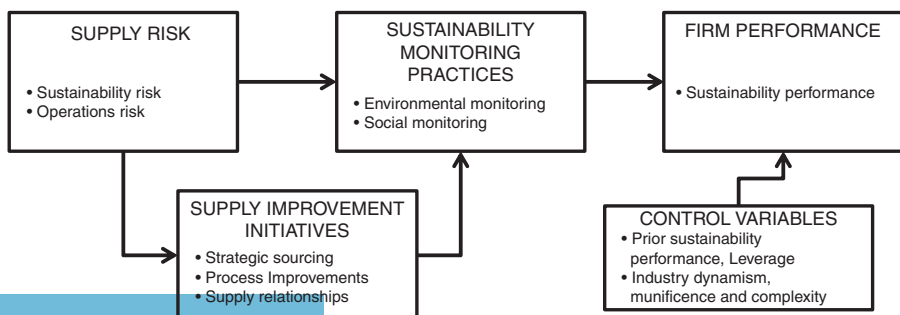 SUPPLY RISK
• Sustainability risk
• Operations risk
SUSTAINABILITY
MONITORING
PRACTICES
• Environmental monitoring
• Social monitoring
FIRM PERFORMANCE
• Sustainability performance
SUPPLY IMPROVEMENT
INITIATIVES
• Strategic sourcing
• Process Improvements
• Supply relationships
CONTROL VARIABLES
• Prior sustainability
performance, Leverage
• Industry dynamism,
munificence and complexity